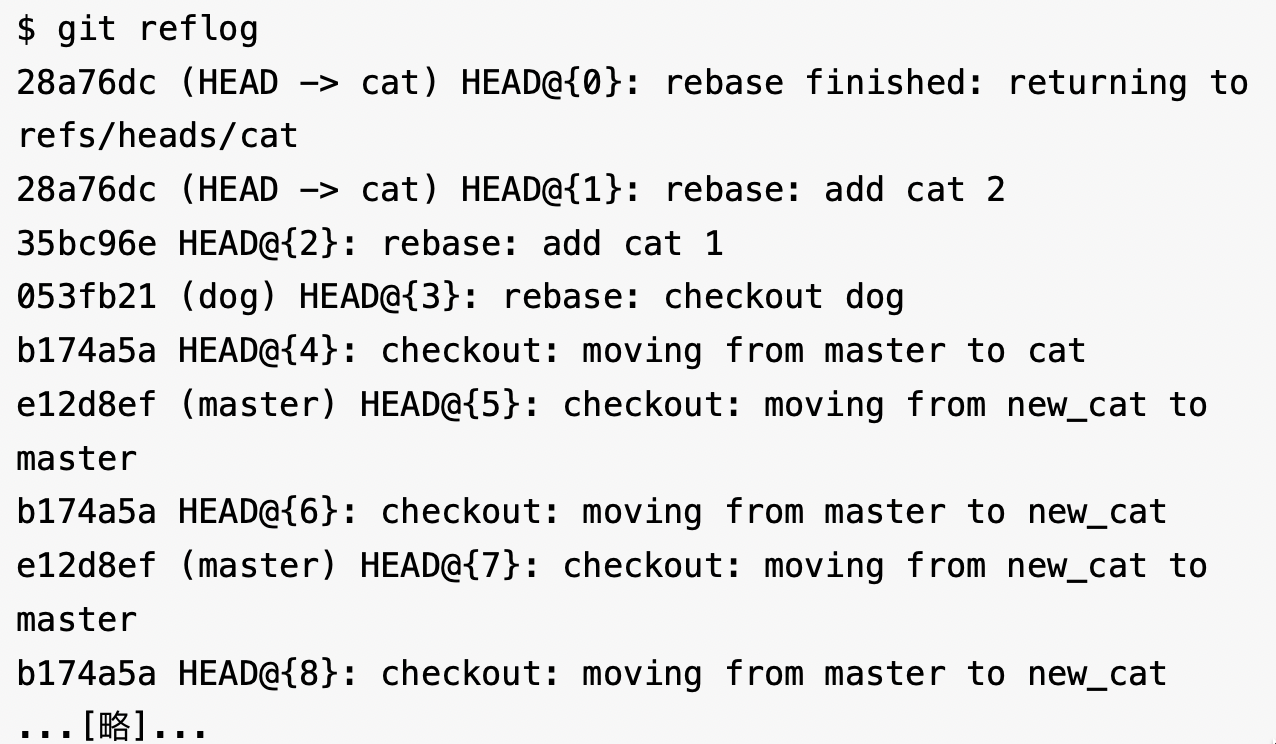 $ git reflog
28a76dc (HEAD -> cat) HEAD@{0}: rebase finished: returning to
refs/heads/cat
28a76dc (HEAD -> cat) HEAD@{1}: rebase: add cat 2
35bc96e HEAD@{2}: rebase: add cat 1
053fb21 (dog) HEAD@{3}: rebase: checkout dog
b174a5a HEAD@{4}: checkout: moving from master to cat
e12d8ef (master) HEAD@{5}: checkout: moving from new_cat to
master
b174a5a HEAD@{6}: checkout: moving from master to new_cat
e12d8ef (master) HEAD@{7}: checkout: moving from new_cat to
master
b174a5a HEAD@{8}: checkout: moving from master to new_cat
...[略]...